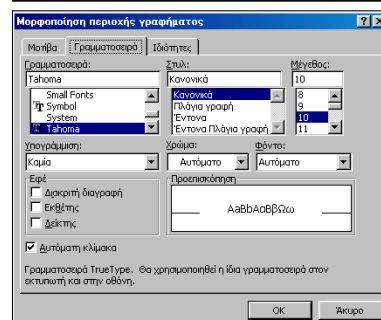 Μορφοποίηση περιοχής γραφήματος
Μοτίβα Γραμματοσειρά Ιδιότητες
Γραμματοσειρά: Στυλ: Μέγεθος:
Tahoma Κανονικά 10
Small Fonts Κανονικά 8
Symbol Πλάγια γραφή 9
System Έντονα 10
Tahoma Έντονα Πλάγια γραφή 11
Υπογράμμιση: Χρώμα: Φόντο:
Καμία Αυτόματο Αυτόματο
Εφέ Προεπισκόπηση
Διακριτή διαγραφή
Εκθέτης
Δείκτης
AaBbΑαΒβΩω
Αυτόματη κλίμακα
Γραμματοσειρά TrueType. Θα χρησιμοποιηθεί η ίδια γραμματοσειρά στον
εκτυπωτή και στην οθόνη.
OK Άκυρο